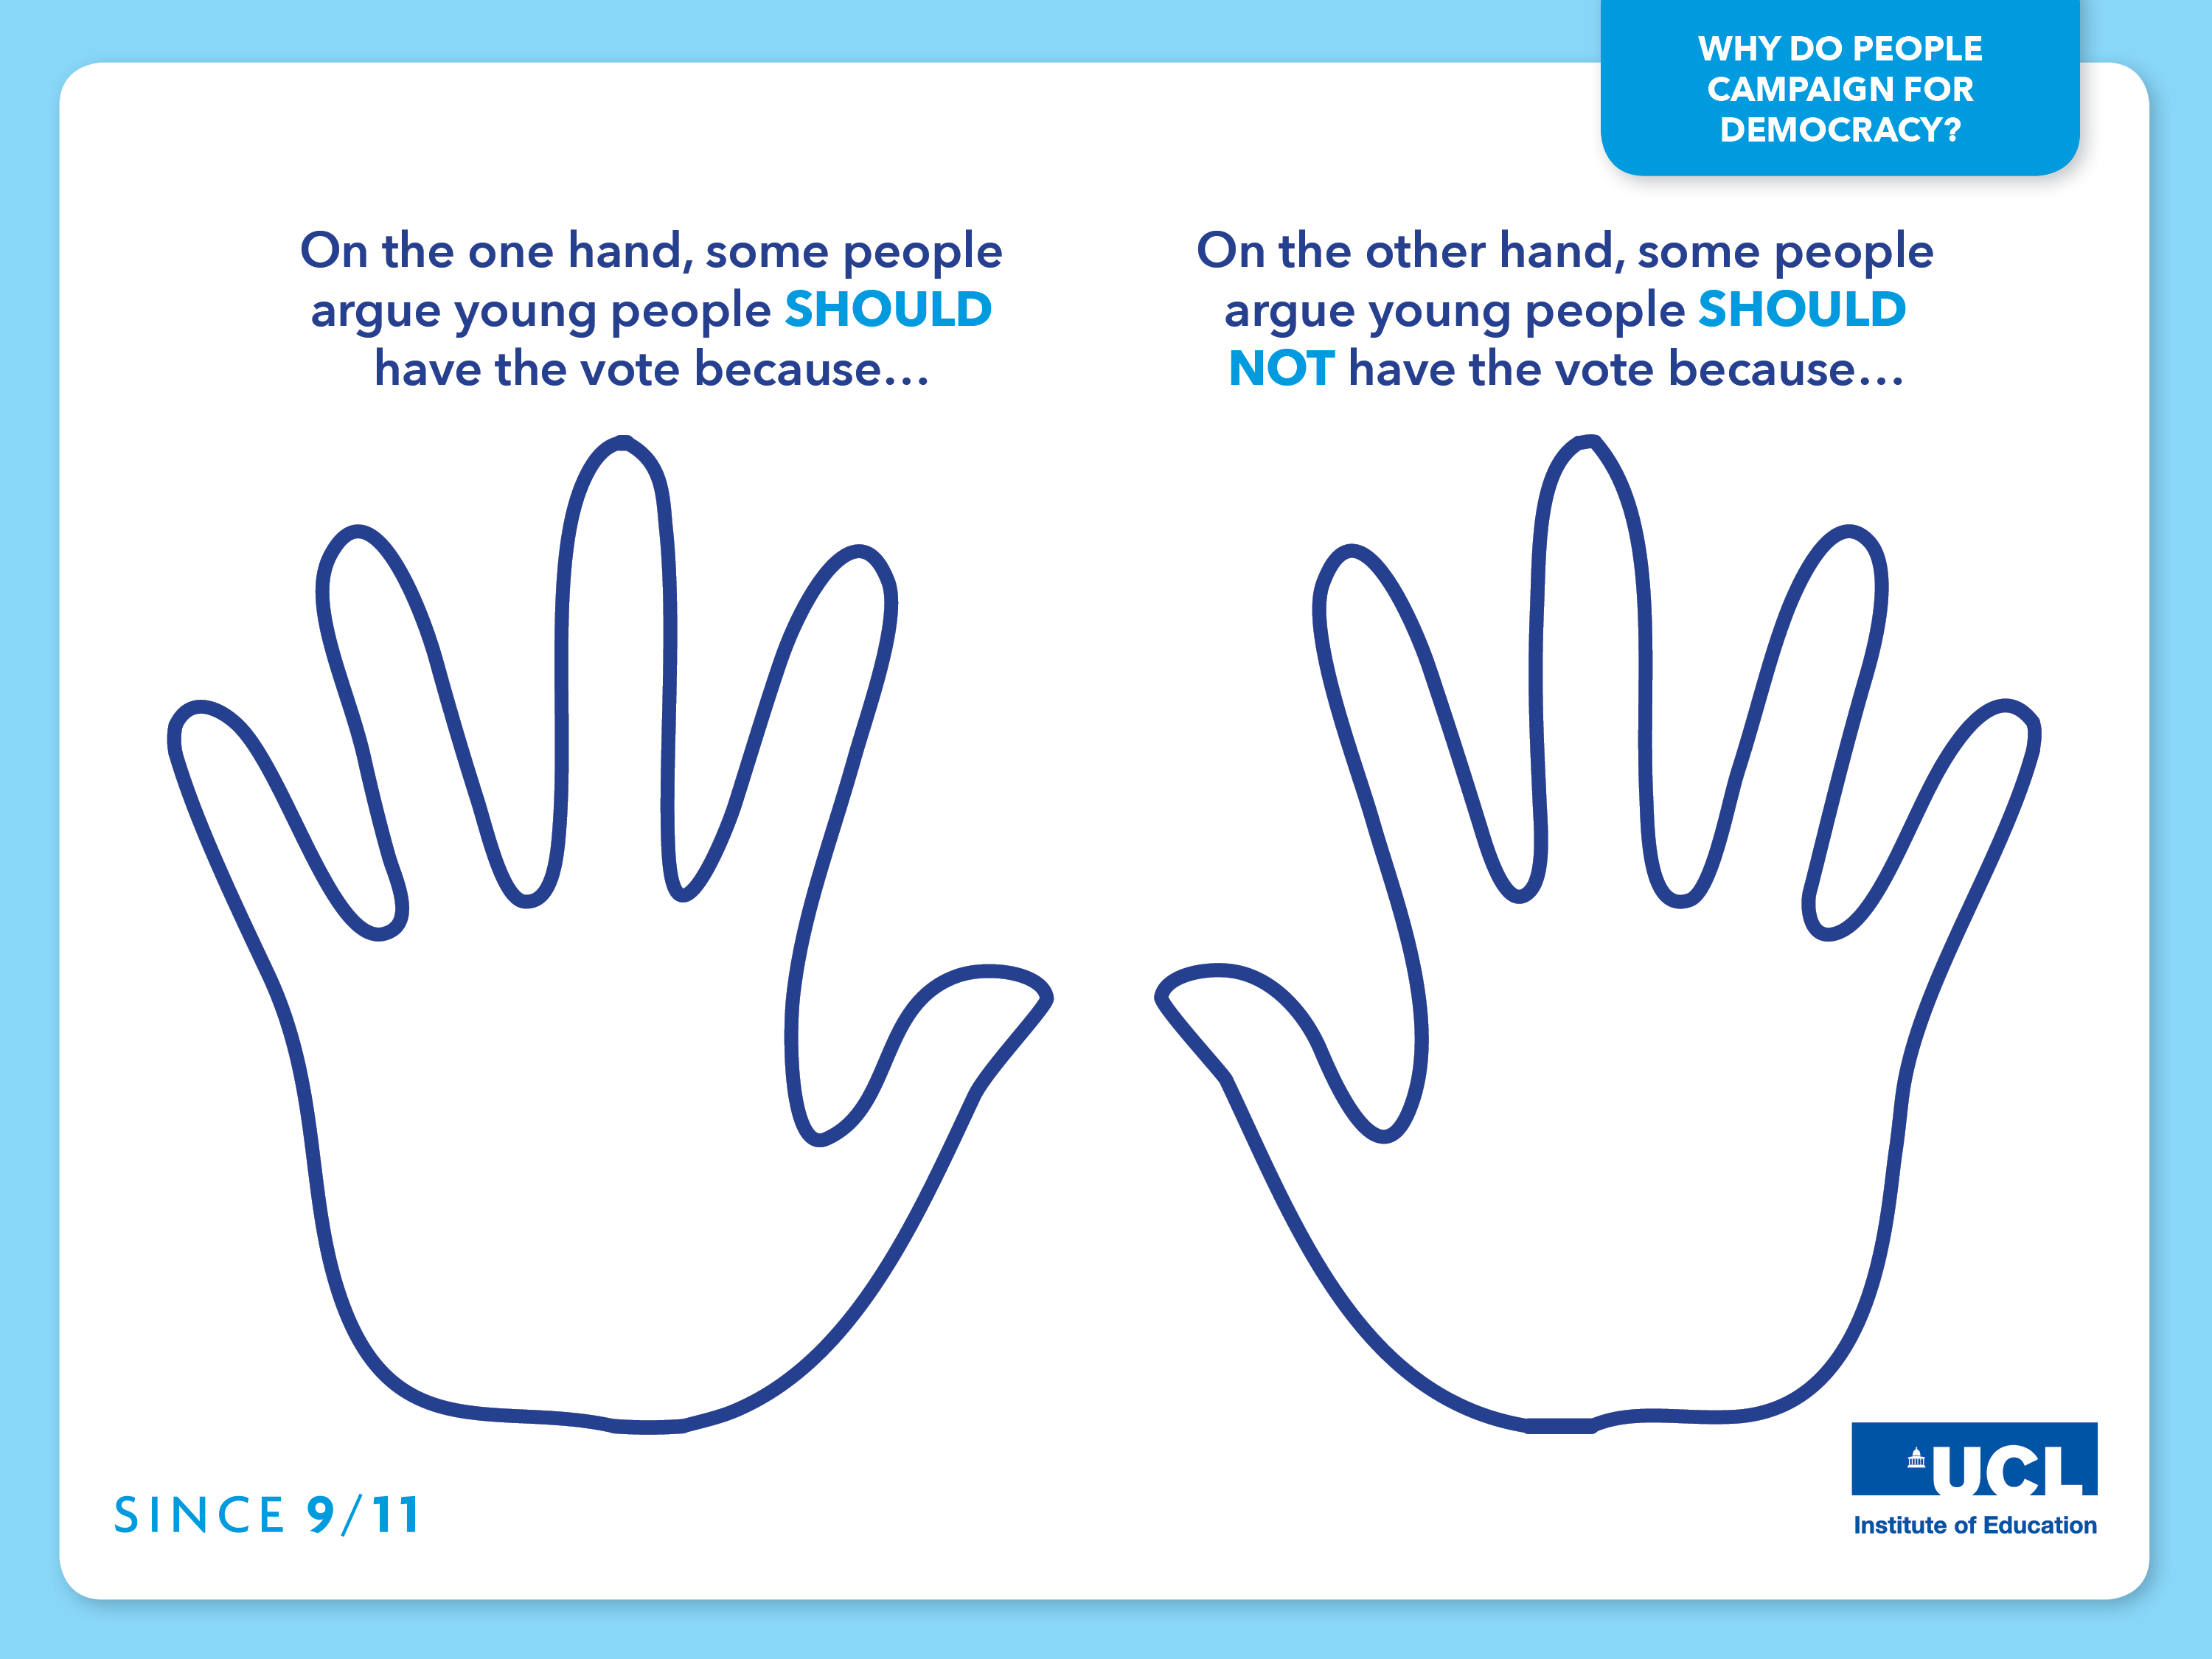 WHY DO PEOPLE
CAMPAIGN FOR
DEMOCRACY?
On the one hand, some people
argue young people SHOULD
have the vote because…
On the other hand, some people
argue young people SHOULD
NOT have the vote because…
SINCE 9/11
UCL
Institute of Education